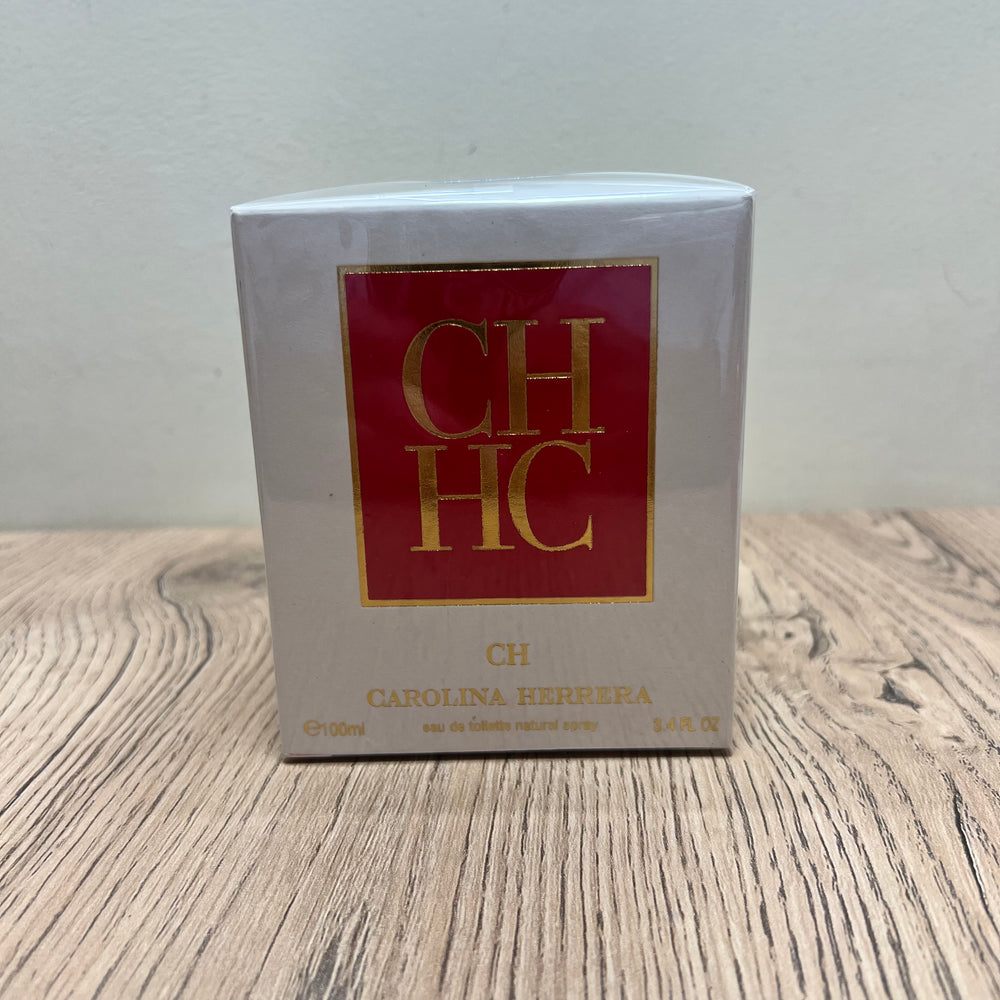 CH
HC
CH
CAROLINA HERRERA
℮100ml eau de toilette natural spray 3.4 FL OZ